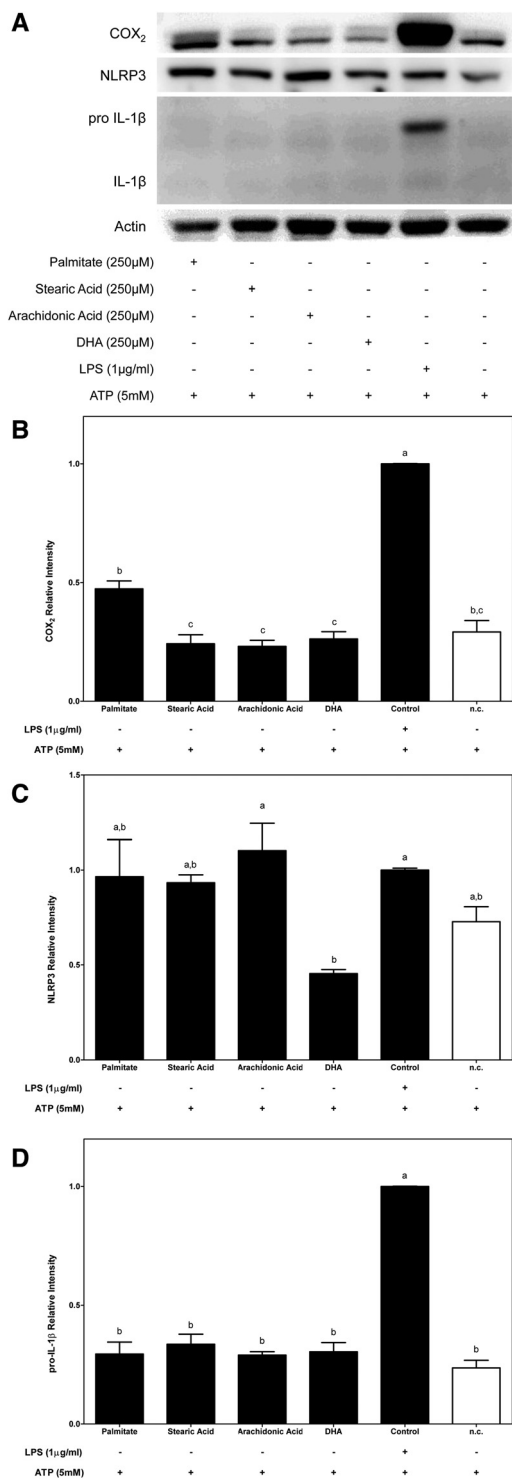 A
COX₂
NLRP3
pro IL-1β
IL-1β
Actin
Palmitate (250μM) + - - - - -
Stearic Acid (250μM) - + - - - -
Arachidonic Acid (250μM) - - + - - -
DHA (250μM) - - - + - -
LPS (1μg/ml) - - - - + -
ATP (5mM) + + + + + +
B
COX₂ Relative Intensity
1.0
0.5
0.0
b c c c a b,c
Palmitate Stearic Acid Arachidonic Acid DHA Control n.c.
LPS (1μg/ml) - - - - + -
ATP (5mM) + + + + + +
C
NLRP3 Relative Intensity
1.5
1.0
0.5
0.0
a,b a,b a b a a,b
Palmitate Stearic Acid Arachidonic Acid DHA Control n.c.
LPS (1μg/ml) - - - - + -
ATP (5mM) + + + + + +
D
pro-IL-1β Relative Intensity
1.0
0.5
0.0
b b b b a b
Palmitate Stearic Acid Arachidonic Acid DHA Control n.c.
LPS (1μg/ml) - - - - + -
ATP (5mM) + + + + + +